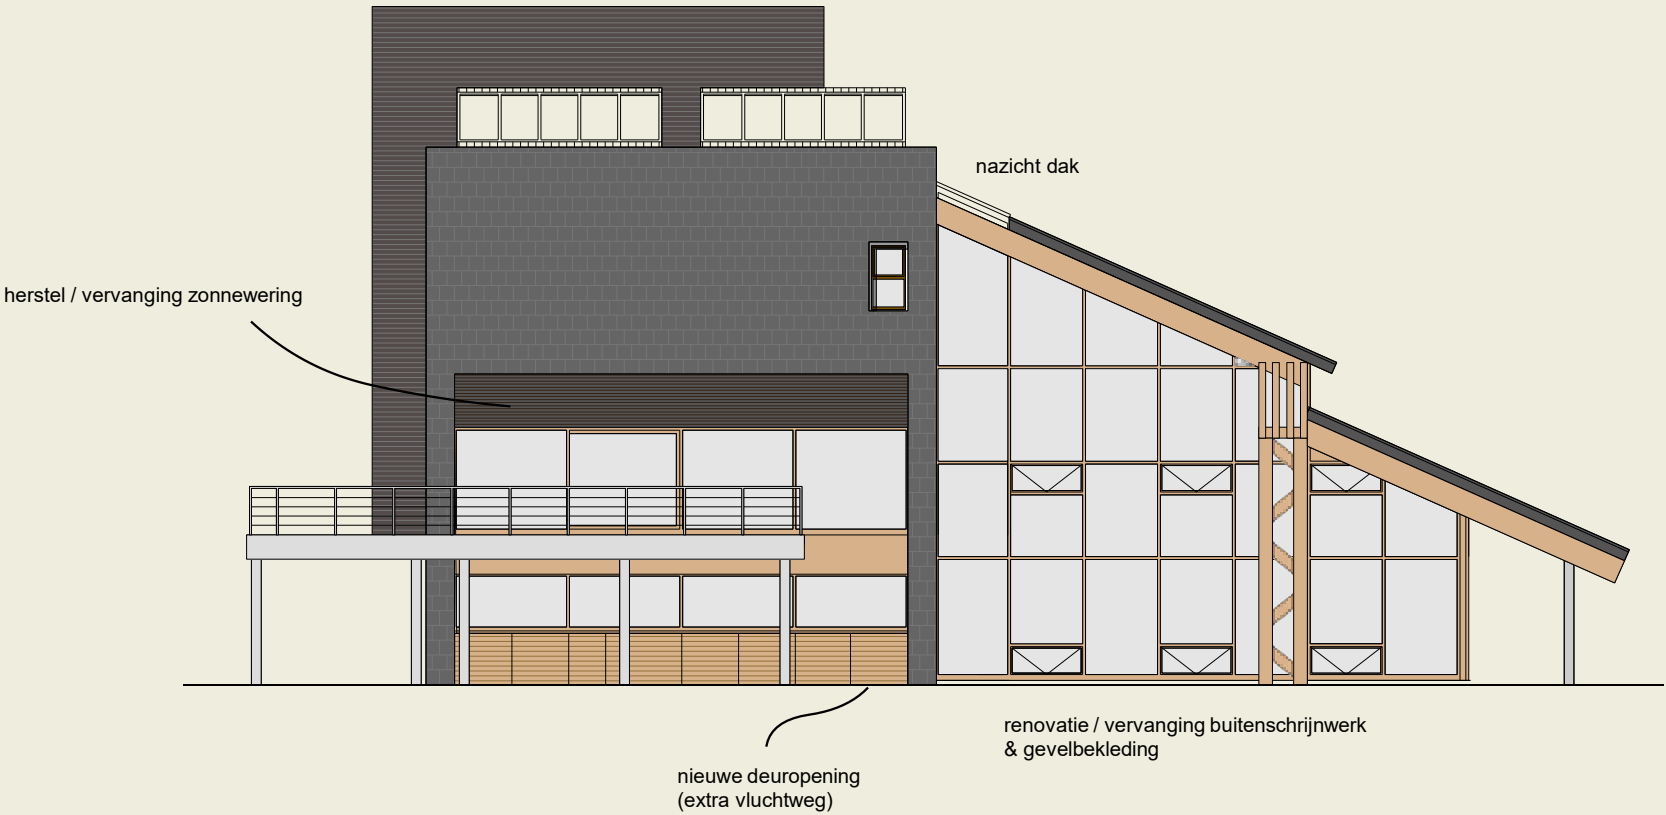 nazicht dak
herstel / vervanging zonnewering
renovatie / vervanging buitenschrijnwerk
& gevelbekleding
nieuwe deuropening
(extra vluchtweg)